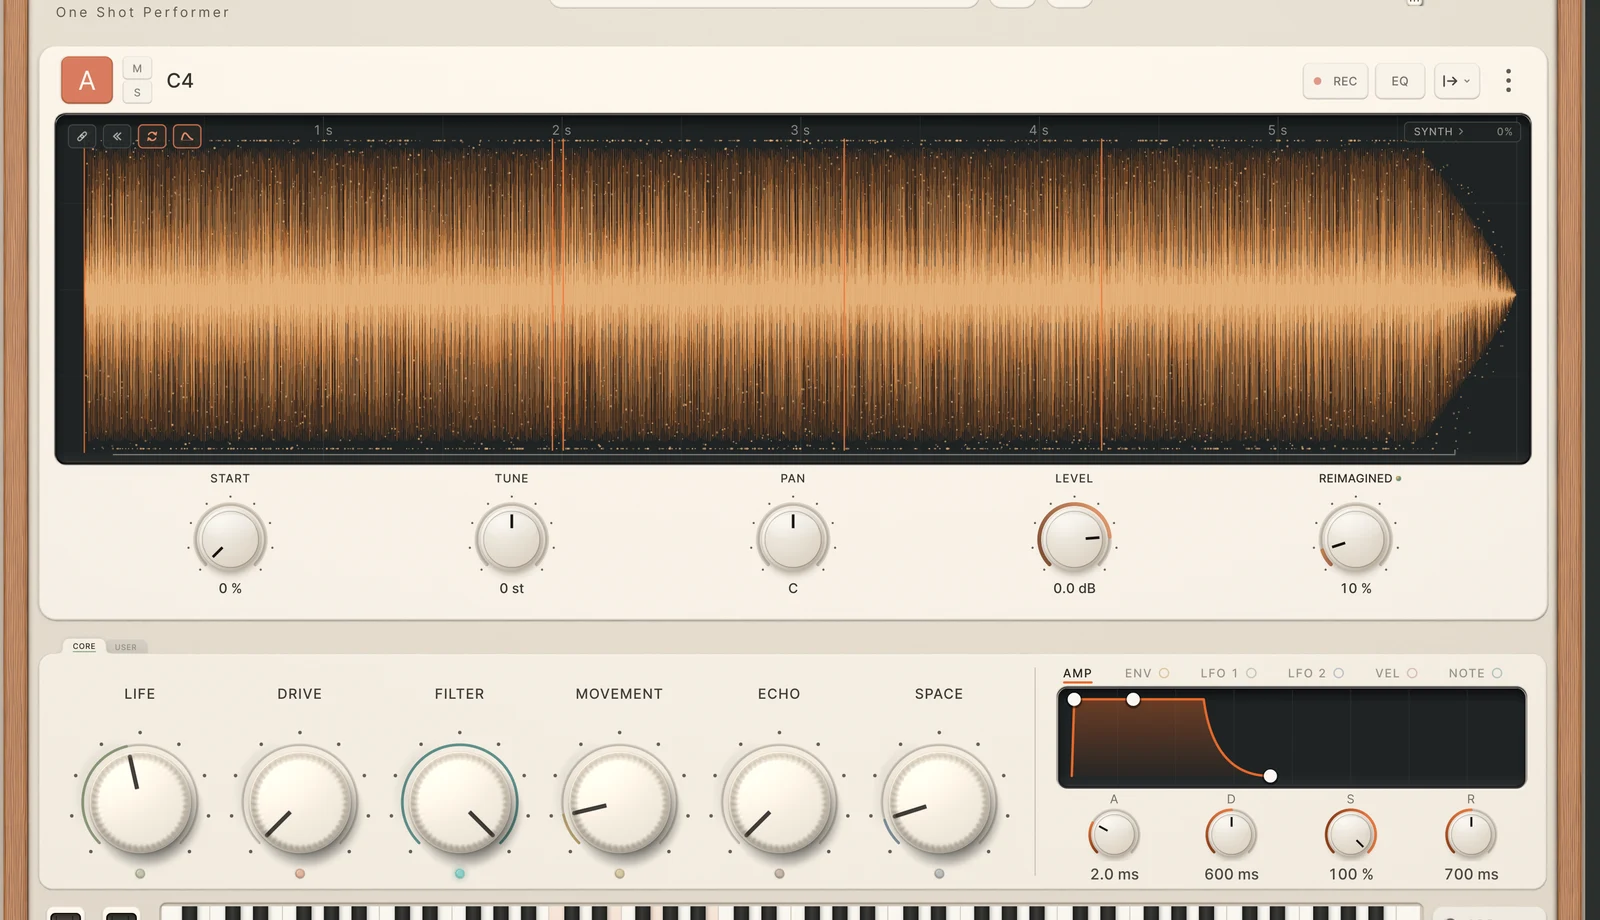 One Shot Performer
A
M
S
C4
REC
EQ
1 s
2 s
3 s
4 s
5 s
SYNTH > 0%
START
TUNE
PAN
LEVEL
REIMAGINED
0 %
0 st
C
0.0 dB
10 %
CORE
USER
LIFE
DRIVE
FILTER
MOVEMENT
ECHO
SPACE
AMP
ENV
LFO 1
LFO 2
VEL
NOTE
A
D
S
R
2.0 ms
600 ms
100 %
700 ms